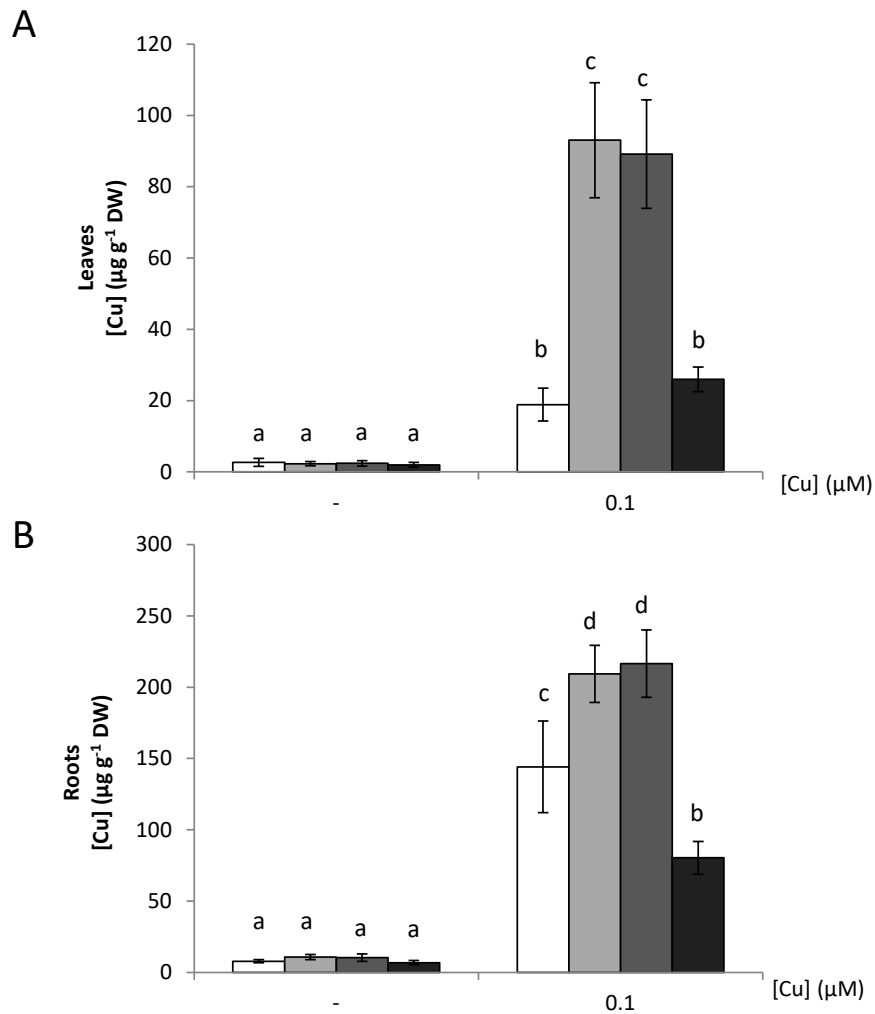 A
120
100
80
60
40
20
0
Leaves
[Cu] (µg g-1 DW)
a a a a
b c c b
- 0.1
[Cu] (µM)
B
300
250
200
150
100
50
0
Roots
[Cu] (µg g-1 DW)
a a a a
c d d b
- 0.1
[Cu] (µM)